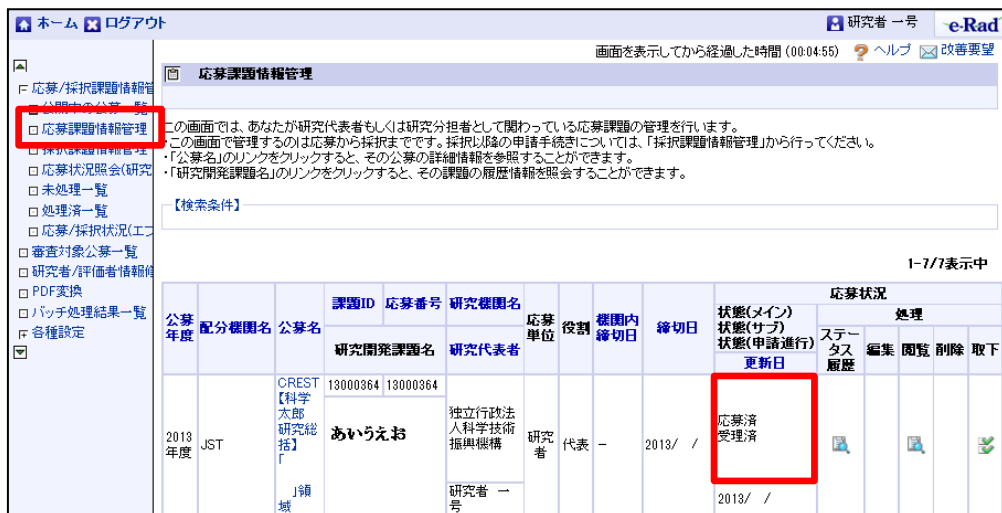 ホーム ログアウト
研究者 一号 e-Rad
画面を表示してから経過した時間 (00:04:55) ヘルプ 改善要望
応募/採択課題情報管
公開中の公募一覧
応募課題情報管理
採択課題情報管理
応募状況照会(研究
未処理一覧
処理済一覧
応募/採択状況(エフ
審査対象公募一覧
研究者/評価者情報修
PDF変換
バッチ処理結果一覧
各種設定
応募課題情報管理
この画面では、あなたが研究代表者もしくは研究分担者として関わっている応募課題の管理を行います。
・この画面で管理するのは応募から採択までです。採択以降の申請手続きについては、「採択課題情報管理」から行ってください。
・「公募名」のリンクをクリックすると、その公募の詳細情報を参照することができます。
・「研究開発課題名」のリンクをクリックすると、その課題の履歴情報を照会することができます。
【検索条件】
1-7/7表示中
公募
年度
配分機関名
公募名
課題ID 応募番号
研究開発課題名
研究機関名
研究代表者
応募
単位
役割
機関内
締切日
締切日
応募状況
状態(メイン)
状態(サブ)
状態(申請進行)
更新日
処理
ステー
タス
履歴
編集 閲覧 削除 取下
2013
年度
JST
CREST
【科学
太郎
研究総
括】
「
」領
域
13000364 13000364
あいうえお
独立行政法
人科学技術
振興機構
研究者 一
号
研究
者
代表
-
2013/ /
応募済
受理済
2013/ /